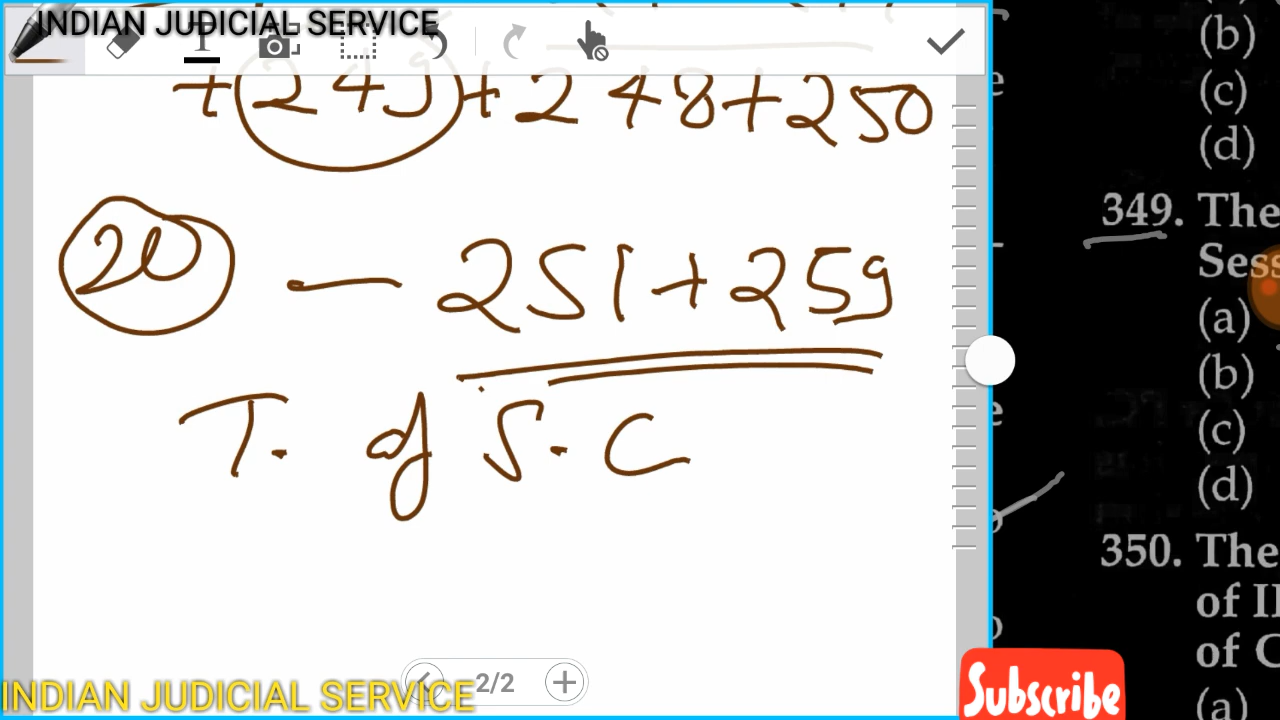 INDIAN JUDICIAL SERVICE
+ 245 + 248 + 250
20 — 251 + 259
T. of S. C
2/2
(b)
(c)
(d)
349. The
Sess
(a)
(b)
(c)
(d)
350. The
of II
of C
(a)
INDIAN JUDICIAL SERVICE
Subscribe